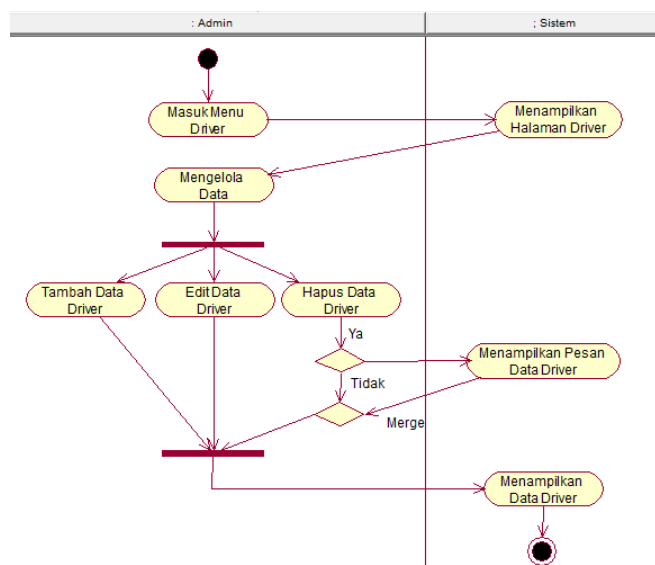 : Admin
; Sistem
Masuk Menu
Driver
Menampilkan
Halaman Driver
Mengelola
Data
Tambah Data
Driver
Edit Data
Driver
Hapus Data
Driver
Ya
Menampilkan Pesan
Data Driver
Tidak
Merge
Menampilkan
Data Driver